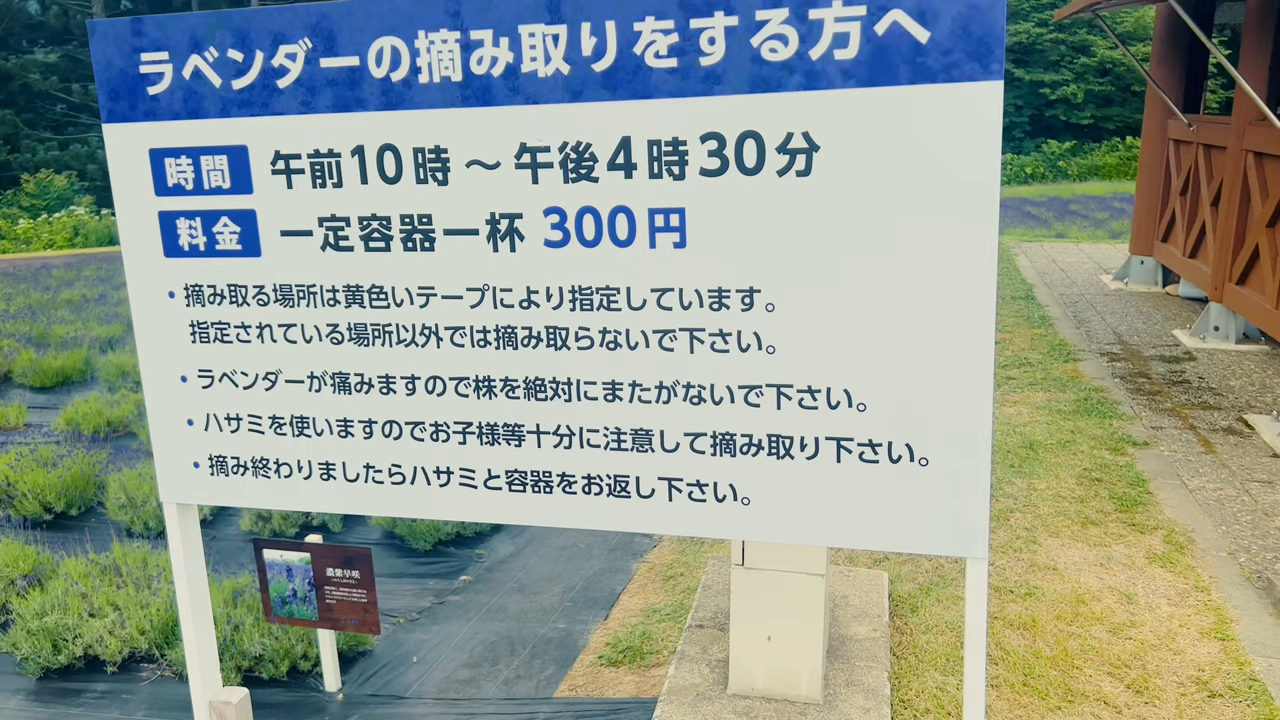 ラベンダーの摘み取りをする方へ
時間 午前10時 ～ 午後4時30分
料金 一定容器一杯 300円
・摘み取る場所は黄色いテープにより指定しています。
指定されている場所以外では摘み取らないで下さい。
・ラベンダーが痛みますので株を絶対にまたがないで下さい。
・ハサミを使いますのでお子様等十分に注意して摘み取り下さい。
・摘み終わりましたらハサミと容器をお返し下さい。
濃紫早咲